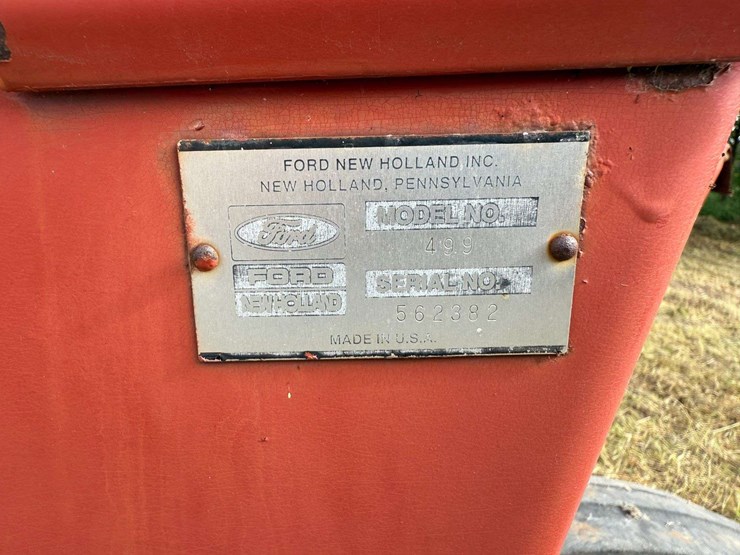 FORD NEW HOLLAND INC.
NEW HOLLAND, PENNSYLVANIA
Ford
FORD
NEW HOLLAND
MODEL NO.
499
SERIAL NO.
562382
MADE IN U.S.A.